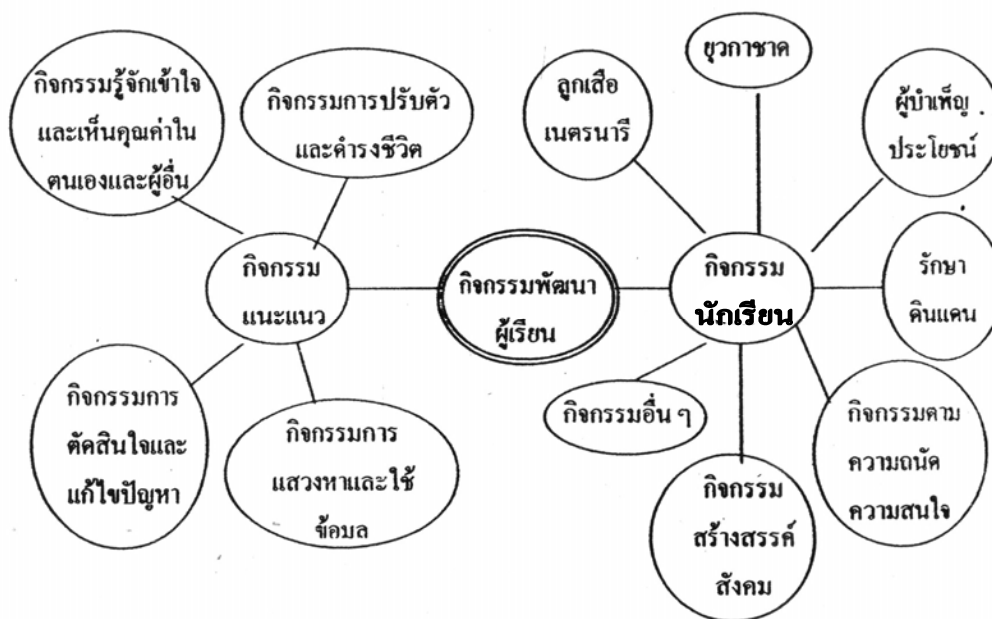 กิจกรรมรู้จักเข้าใจ
และเห็นคุณค่าใน
ตนเองและผู้อื่น
กิจกรรมการปรับตัว
และดำรงชีวิต
ลูกเสือ
เนตรนารี
ยุวกาชาด
ผู้บำเพ็ญ
ประโยชน์
กิจกรรม
แนะแนว
กิจกรรมพัฒนา
ผู้เรียน
กิจกรรม
นักเรียน
รักษา
ดินแดน
กิจกรรมการ
ตัดสินใจและ
แก้ไขปัญหา
กิจกรรมการ
แสวงหาและใช้
ข้อมล
กิจกรรมอื่น ๆ
กิจกรรม
สร้างสรรค์
สังคม
กิจกรรมตาม
ความถนัด
ความสนใจ